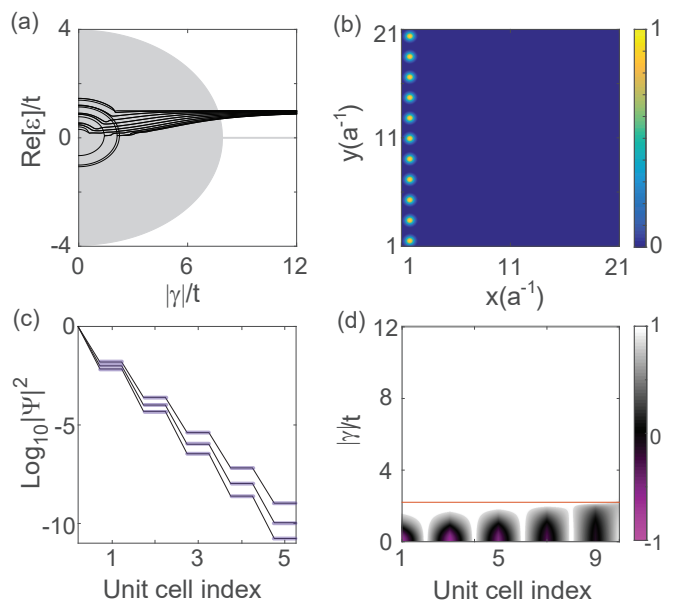 (a)
4
0
-4
Re[ε]/t
0
6
12
|γ|/t
(b)
21
11
1
y(a⁻¹)
1
11
21
x(a⁻¹)
1
0
(c)
0
-5
-10
Log₁₀|Ψ|²
1
3
5
Unit cell index
(d)
12
8
4
0
|γ|/t
1
5
9
Unit cell index
1
0
-1